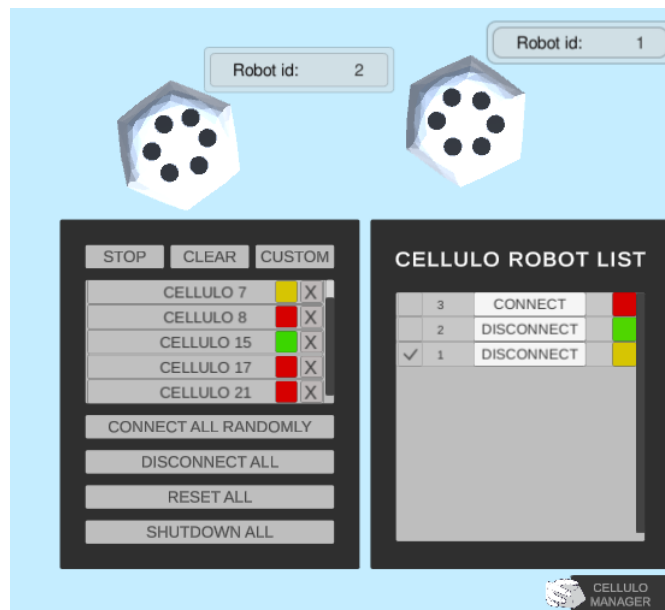 Robot id: 1
Robot id: 2
STOP CLEAR CUSTOM
CELLULO 7 X
CELLULO 8 X
CELLULO 15 X
CELLULO 17 X
CELLULO 21 X
CONNECT ALL RANDOMLY
DISCONNECT ALL
RESET ALL
SHUTDOWN ALL
CELLULO ROBOT LIST
3 CONNECT
2 DISCONNECT
1 DISCONNECT
CELLULO
MANAGER